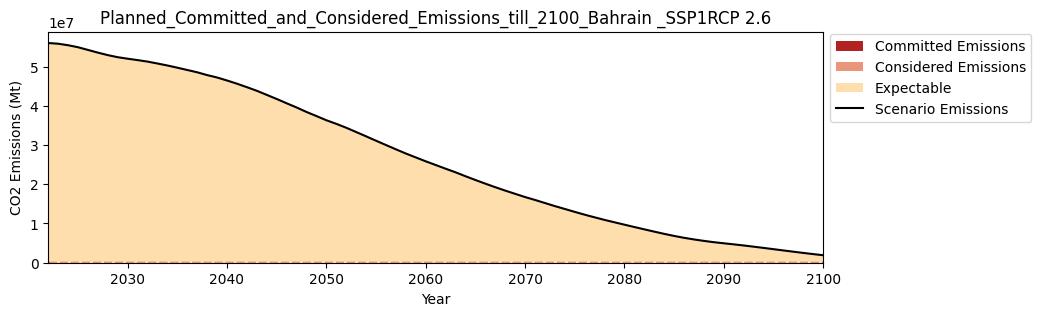 Planned_Committed_and_Considered_Emissions_till_2100_Bahrain _SSP1RCP 2.6
1e7
CO2 Emissions (Mt)
5
4
3
2
1
0
2030 2040 2050 2060 2070 2080 2090 2100
Year
Committed Emissions
Considered Emissions
Expectable
Scenario Emissions